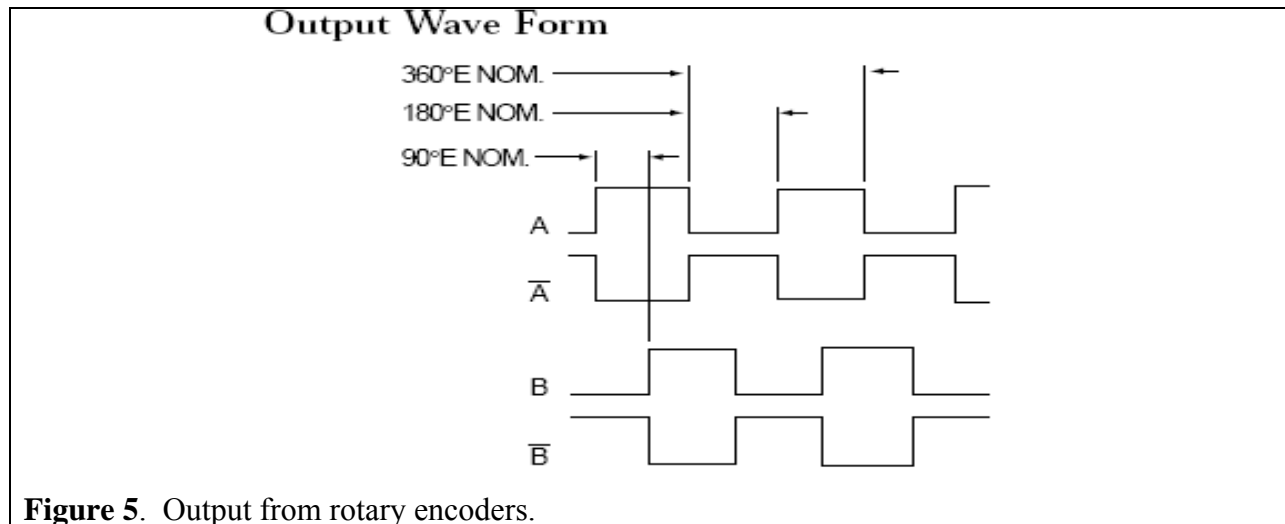 Output Wave Form
360°E NOM.
180°E NOM.
90°E NOM.
A
A̅
B
B̅
Figure 5. Output from rotary encoders.